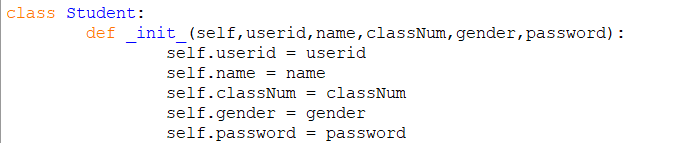 class Student:
        def _init_(self,userid,name,classNum,gender,password):
                self.userid = userid
                self.name = name
                self.classNum = classNum
                self.gender = gender
                self.password = password